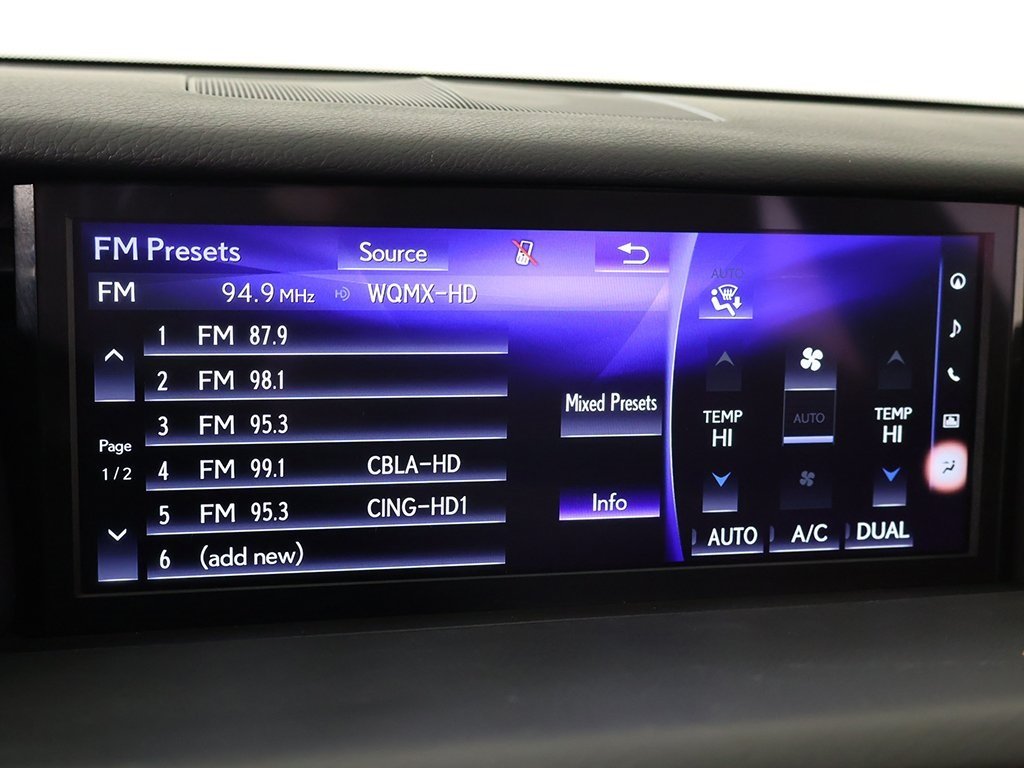 FM Presets Source
FM 94.9 MHz WQMX-HD
1 FM 87.9
2 FM 98.1
3 FM 95.3
4 FM 99.1 CBLA-HD
5 FM 95.3 CING-HD1
6 (add new)
Page
1/2
Mixed Presets
Info
AUTO
TEMP
HI
AUTO
TEMP
HI
AUTO A/C DUAL